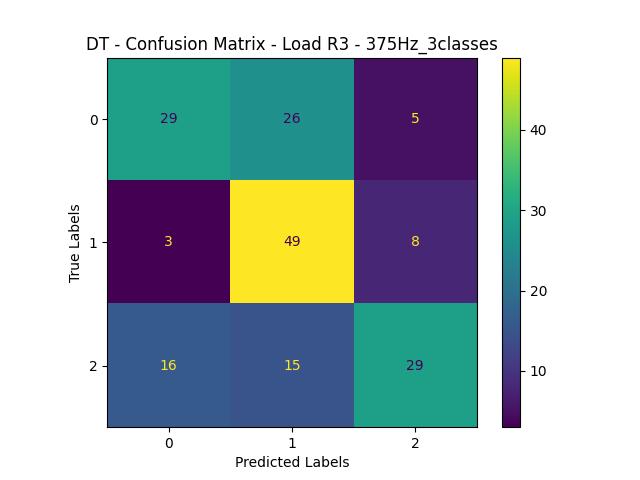 DT - Confusion Matrix - Load R3 - 375Hz_3classes
True Labels
0 29 26 5
1 3 49 8
2 16 15 29
0 1 2
Predicted Labels
40
30
20
10